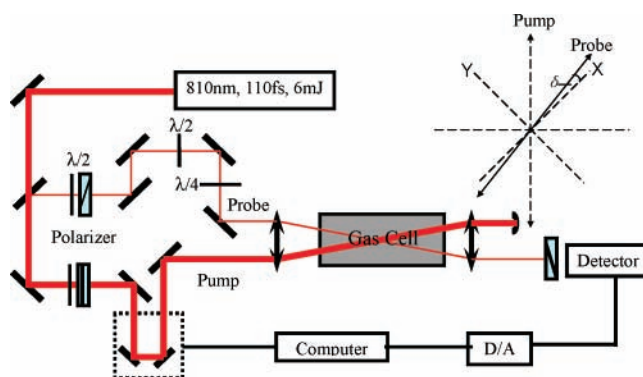 Pump
Probe
Y
X
δ
810nm, 110fs, 6mJ
λ/2
λ/2
λ/4
Probe
Polarizer
Gas Cell
Pump
Detector
Computer
D/A